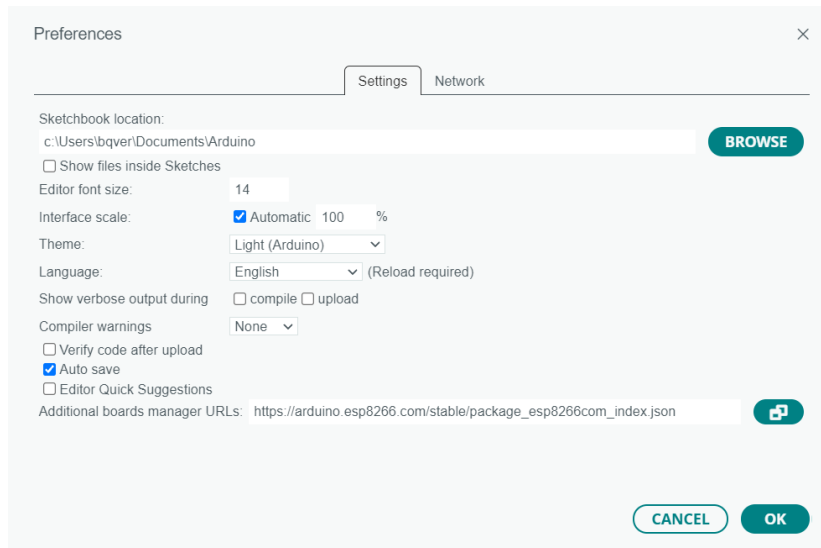 Preferences
Settings Network
Sketchbook location:
c:\Users\bqver\Documents\Arduino BROWSE
Show files inside Sketches
Editor font size: 14
Interface scale: Automatic 100 %
Theme: Light (Arduino)
Language: English (Reload required)
Show verbose output during compile upload
Compiler warnings None
Verify code after upload
Auto save
Editor Quick Suggestions
Additional boards manager URLs: https://arduino.esp8266.com/stable/package_esp8266com_index.json
CANCEL OK